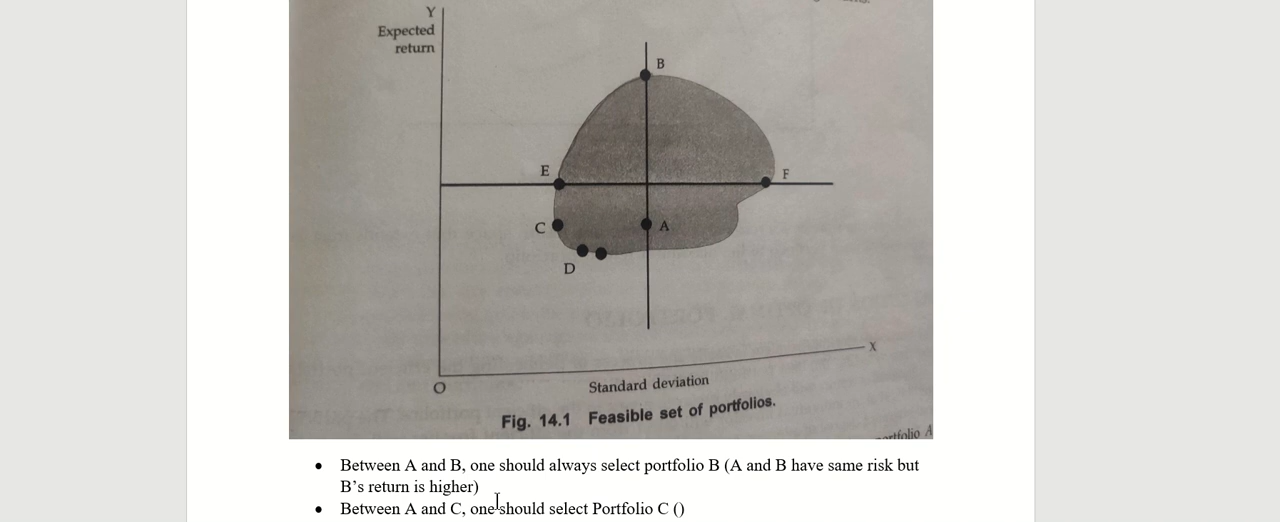 Y
Expected
return
B
E
F
C
A
D
X
O
Standard deviation
Fig. 14.1 Feasible set of portfolios.
• Between A and B, one should always select portfolio B (A and B have same risk but
B’s return is higher)
• Between A and C, one should select Portfolio C ()